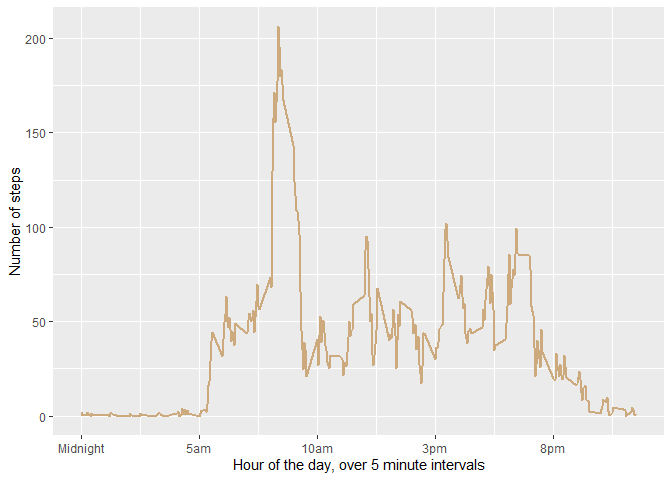 200
150
100
50
0
Number of steps
Midnight 5am 10am 3pm 8pm
Hour of the day, over 5 minute intervals